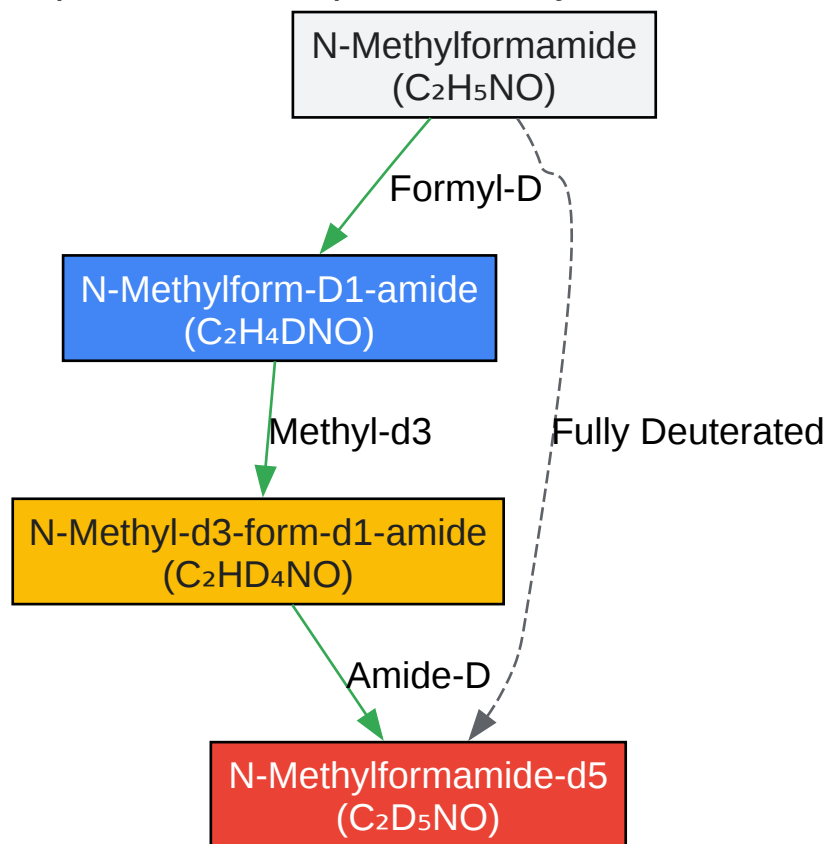 N-Methylformamide
(C₂H₅NO)
Formyl-D
N-Methylform-D1-amide
(C₂H₄DNO)
Methyl-d3
Fully Deuterated
N-Methyl-d3-form-d1-amide
(C₂HD₄NO)
Amide-D
N-Methylformamide-d5
(C₂D₅NO)